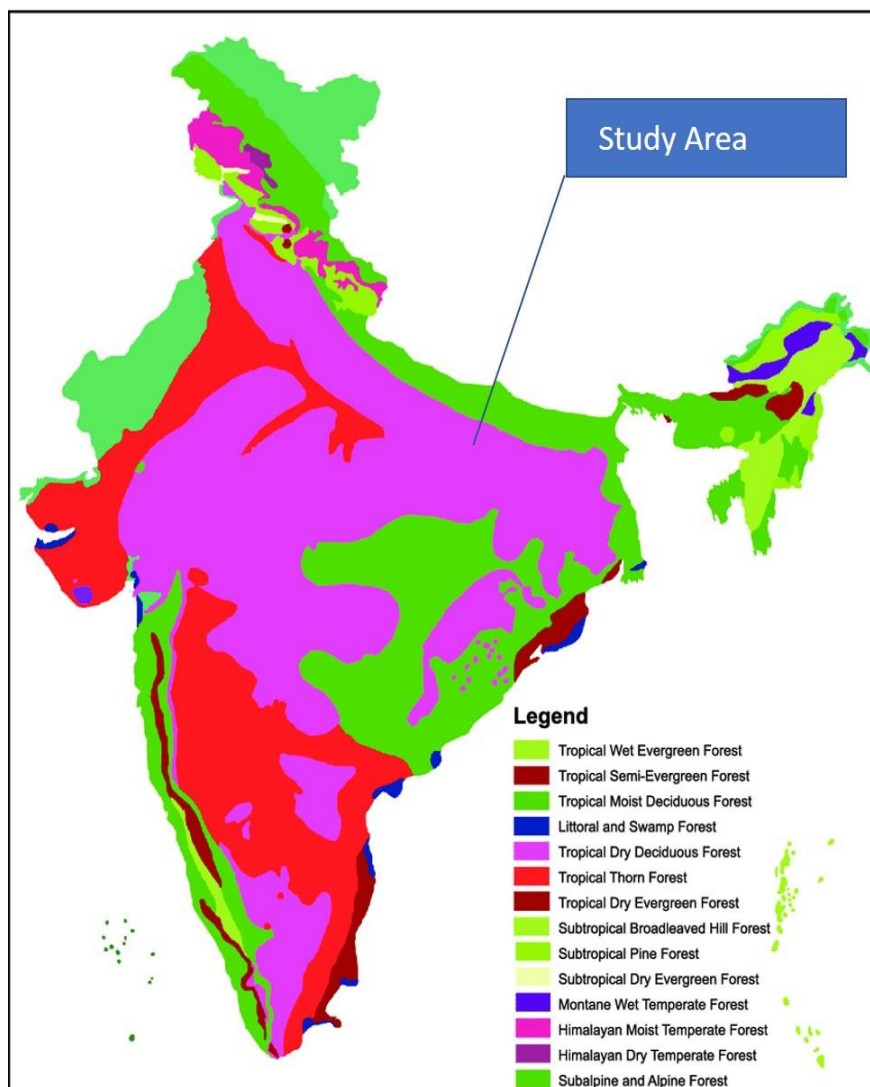 Study Area
Legend
Tropical Wet Evergreen Forest
Tropical Semi-Evergreen Forest
Tropical Moist Deciduous Forest
Littoral and Swamp Forest
Tropical Dry Deciduous Forest
Tropical Thorn Forest
Tropical Dry Evergreen Forest
Subtropical Broadleaved Hill Forest
Subtropical Pine Forest
Subtropical Dry Evergreen Forest
Montane Wet Temperate Forest
Himalayan Moist Temperate Forest
Himalayan Dry Temperate Forest
Subalpine and Alpine Forest